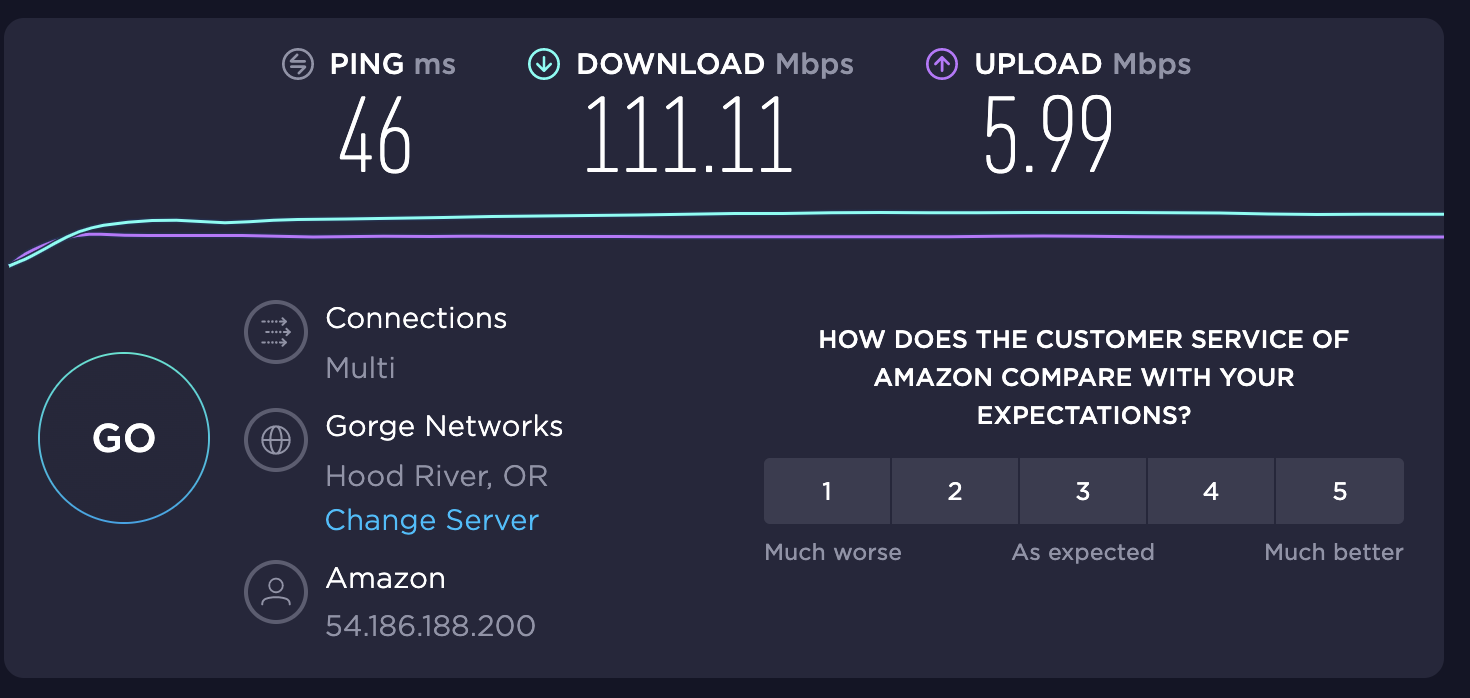 PING ms
DOWNLOAD Mbps
UPLOAD Mbps
46
111.11
5.99
GO
Connections
Multi
Gorge Networks
Hood River, OR
Change Server
Amazon
54.186.188.200
HOW DOES THE CUSTOMER SERVICE OF
AMAZON COMPARE WITH YOUR
EXPECTATIONS?
1 2 3 4 5
Much worse As expected Much better